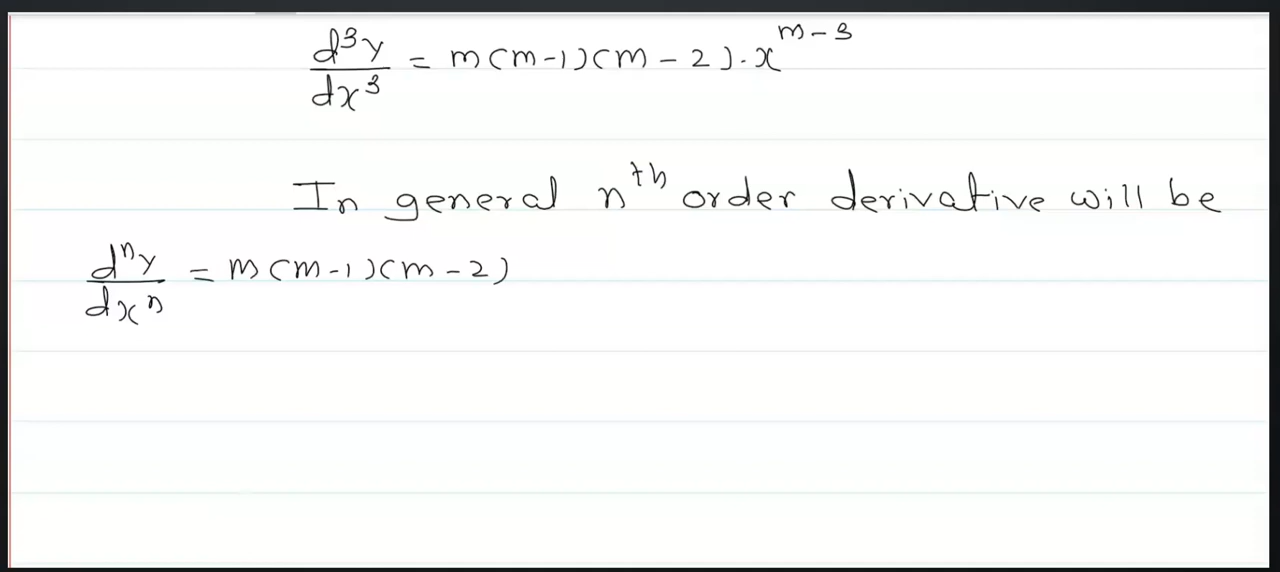 d³y/dx³ = m(m-1)(m-2).x^{m-3}
In general nᵗʰ order derivative will be
dⁿy/dxⁿ = m(m-1)(m-2)